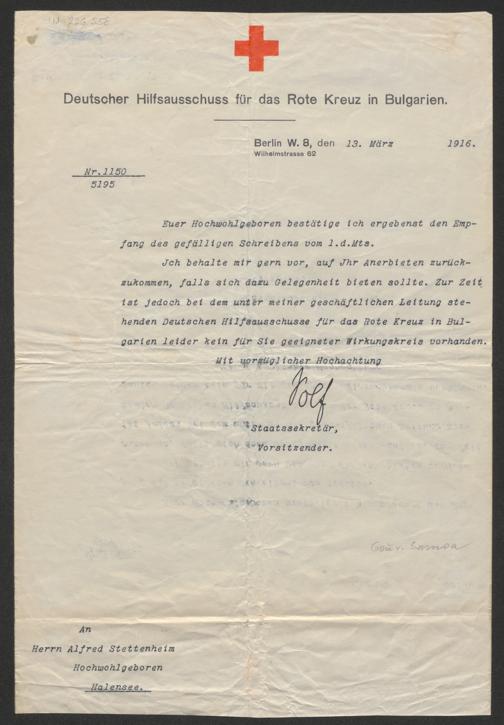 Deutscher Hilfsausschuss für das Rote Kreuz in Bulgarien.
Berlin W. 8, den 13. März 1916.
Wilhelmstrasse 62
Nr.1150
5195
Euer Hochwohlgeboren bestätige ich ergebenst den Emp-
fang des gefälligen Schreibens vom 1.d.Mts.
Jch behalte mir gern vor, auf Jhr Anerbieten zurück-
zukommen, falls sich dazu Gelegenheit bieten sollte. Zur Zeit
ist jedoch bei dem unter meiner geschäftlichen Leitung ste-
henden Deutschen Hilfsausschusse für das Rote Kreuz in Bul-
garien leider kein für Sie geeigneter Wirkungskreis vorhanden.
Mit vorzüglicher Hochachtung
Solf
Staatssekretär,
Vorsitzender.
Gouv. Samoa
An
Herrn Alfred Stettenheim
Hochwohlgeboren
Halensee.